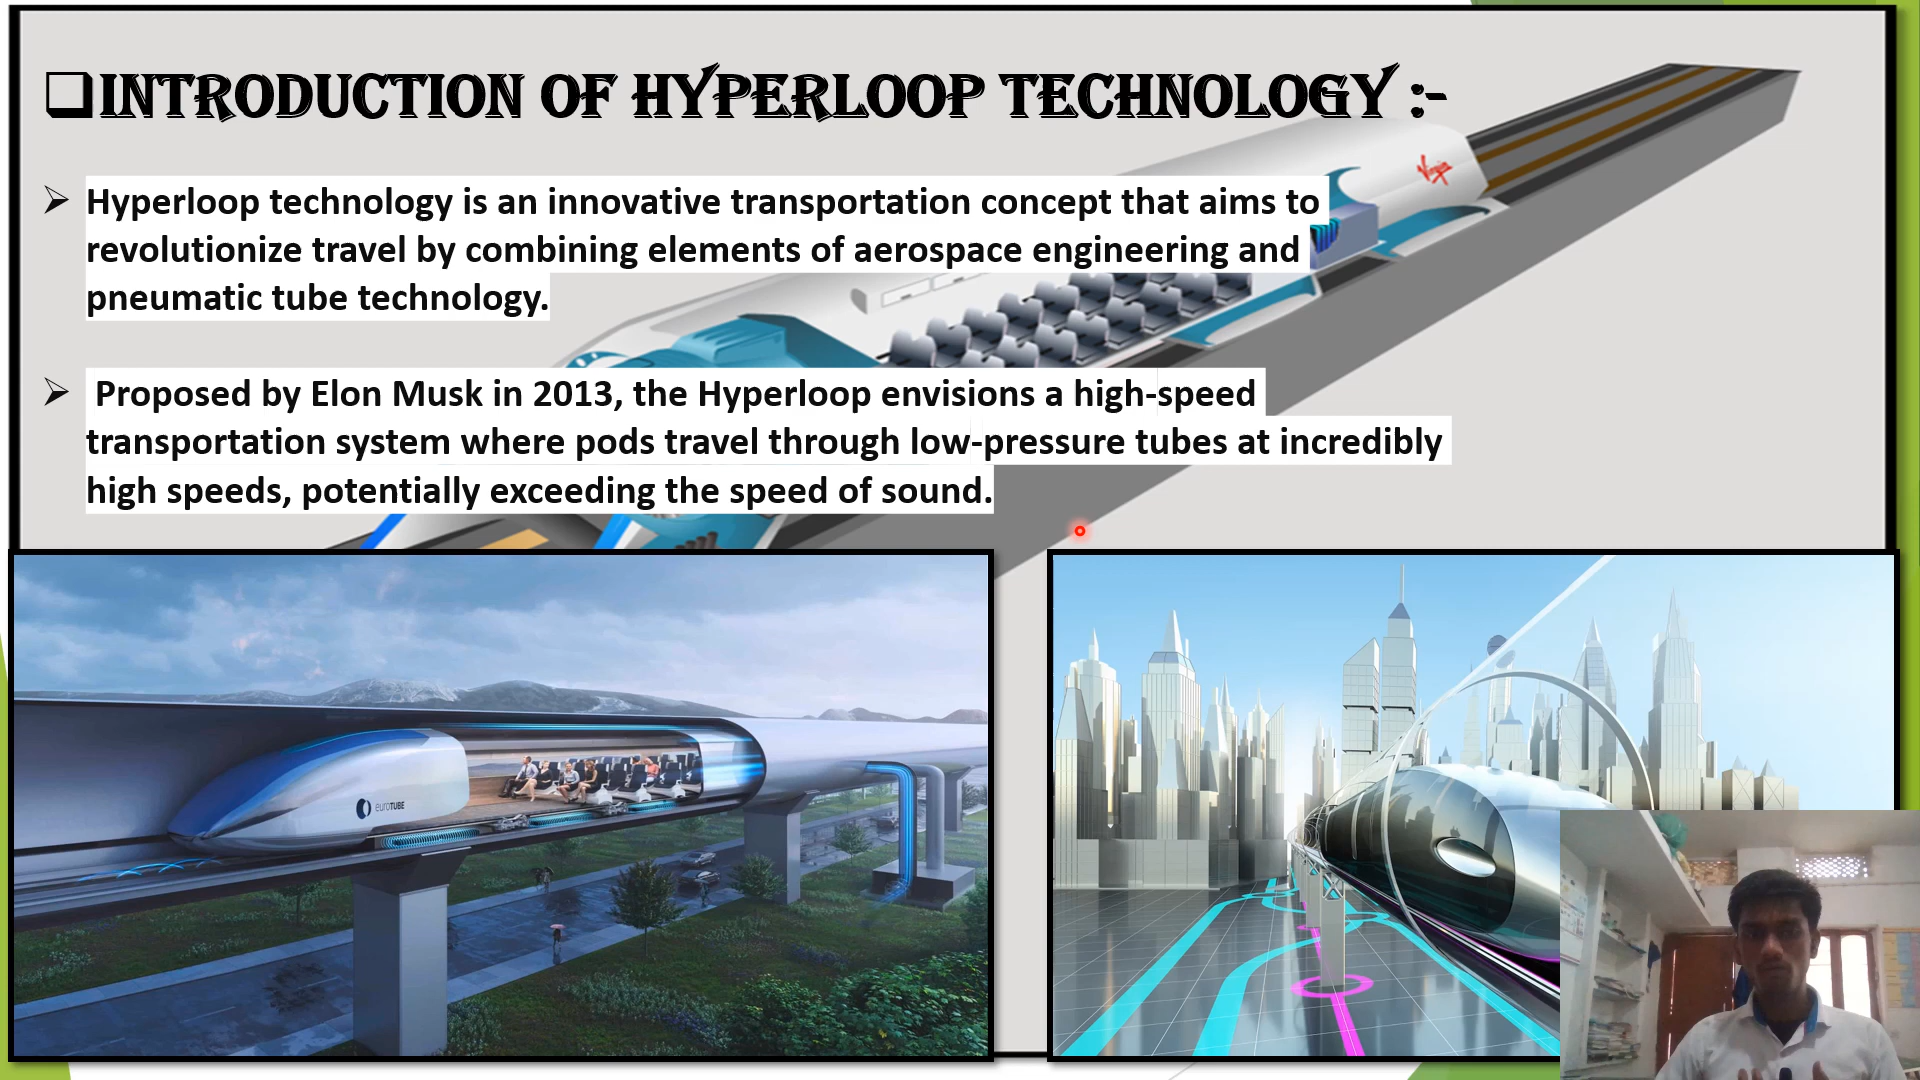 INTRODUCTION OF HYPERLOOP TECHNOLOGY :-
Hyperloop technology is an innovative transportation concept that aims to
revolutionize travel by combining elements of aerospace engineering and
pneumatic tube technology.
Proposed by Elon Musk in 2013, the Hyperloop envisions a high-speed
transportation system where pods travel through low-pressure tubes at incredibly
high speeds, potentially exceeding the speed of sound.
Virgin
euroTUBE